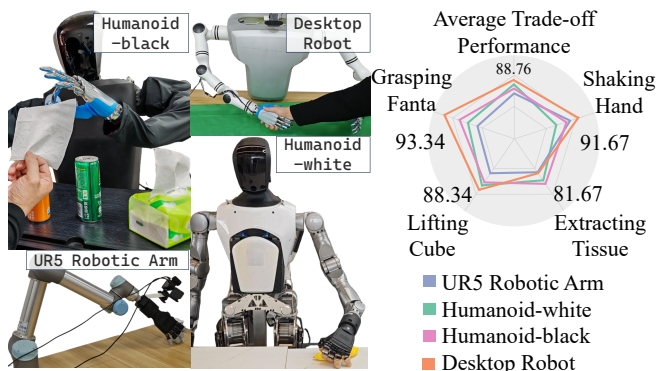 Humanoid
-black
Desktop
Robot
Humanoid
-white
UR5 Robotic Arm
Average Trade-off
Performance
88.76
Shaking
Hand
91.67
81.67
Extracting
Tissue
Lifting
Cube
88.34
Grasping
Fanta
93.34
UR5 Robotic Arm
Humanoid-white
Humanoid-black
Desktop Robot